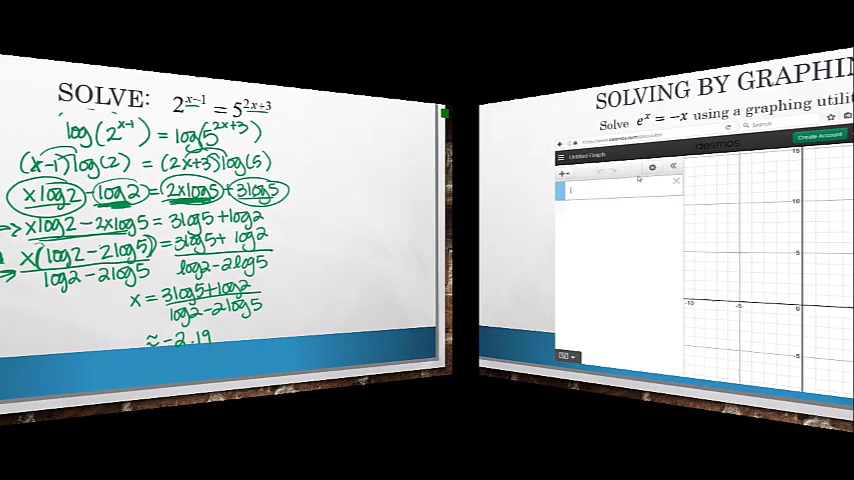 SOLVE: 2^{x-1} = 5^{2x+3}
log(2^{x-1}) = log(5^{2x+3})
(x-1)log(2) = (2x+3)log(5)
xlog2 - log2 = 2xlog5 + 3log5
xlog2 - 2xlog5 = 3log5 + log2
x(log2 - 2log5) = 3log5 + log2
log2 - 2log5 log2 - 2log5
x = 3log5 + log2
log2 - 2log5
≈ -2.19
SOLVING BY GRAPHIN
Solve e^x = -x using a graphing utili
Search
Untitled Graph
desmos
Create Account
15
10
5
-10 -5 0
-5